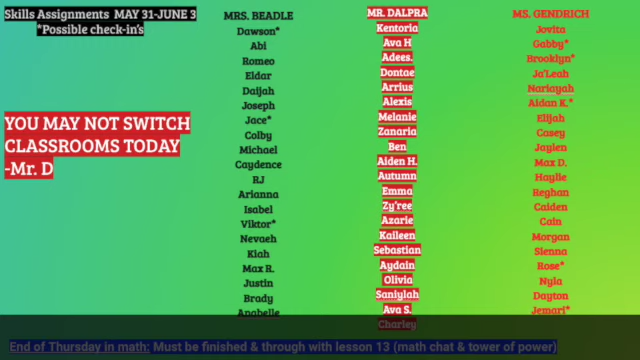 Skills Assignments MAY 31-JUNE 3
*Possible check-in's
YOU MAY NOT SWITCH
CLASSROOMS TODAY
-Mr. D
MRS. BEADLE
Dawson*
Abi
Romeo
Eldar
Daijah
Joseph
Jace*
Colby
Michael
Caydence
RJ
Arianna
Isabel
Viktor*
Nevaeh
Kiah
Max R.
Justin
Brady
Anabelle
MR. DALPRA
Kentoria
Ava H
Adees.
Dontae
Arrius
Alexis
Melanie
Zanaria
Ben
Aiden H.
Autumn
Emma
Zy'ree
Azarie
Kaileen
Sebastian
Aydain
Olivia
Saniylah
Ava S.
Charley
MS. GENDRICH
Jovita
Gabby*
Brooklyn*
Ja'Leah
Nariayah
Aidan K.*
Elijah
Casey
Jaylen
Max D.
Haylie
Reghan
Caiden
Cain
Morgan
Sienna
Rose*
Nyla
Dayton
Jemari*
End of Thursday in math: Must be finished & through with lesson 13 (math chat & tower of power)